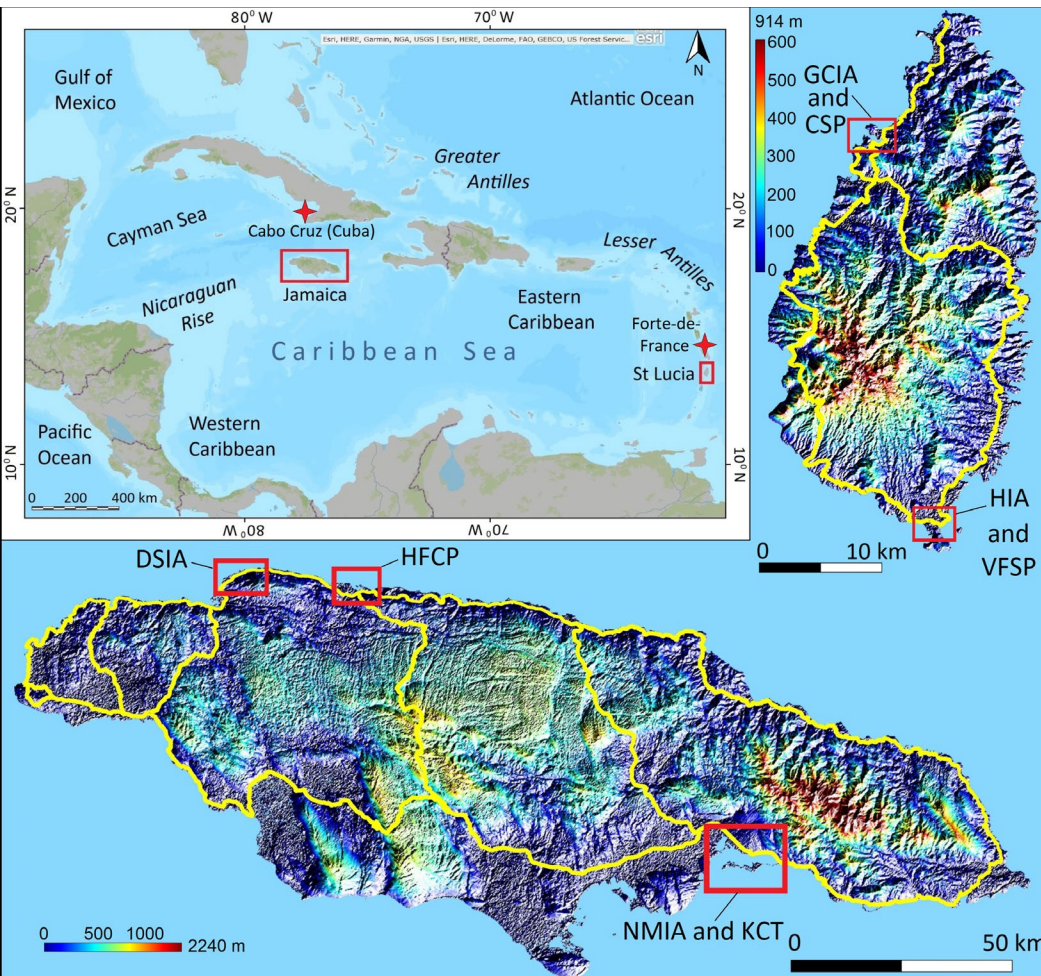 80° W
70° W
Esri, HERE, Garmin, NGA, USGS | Esri, HERE, DeLorme, FAO, GEBCO, US Forest Servic...
esri
N
Gulf of
Mexico
Atlantic Ocean
Greater
Antilles
20° N
20° N
Cayman Sea
Cabo Cruz (Cuba)
Lesser Antilles
Jamaica
Nicaraguan
Rise
Eastern
Caribbean
Forte-de-
France
Caribbean Sea
St Lucia
Western
Caribbean
Pacific
Ocean
10° N
10° N
0 200 400 km
80° W
70° W
914 m
600
500
400
300
200
100
0
GCIA
and
CSP
HIA
and
VFSP
0 10 km
DSIA
HFCP
NMIA and KCT
0 500 1000 2240 m
0 50 km